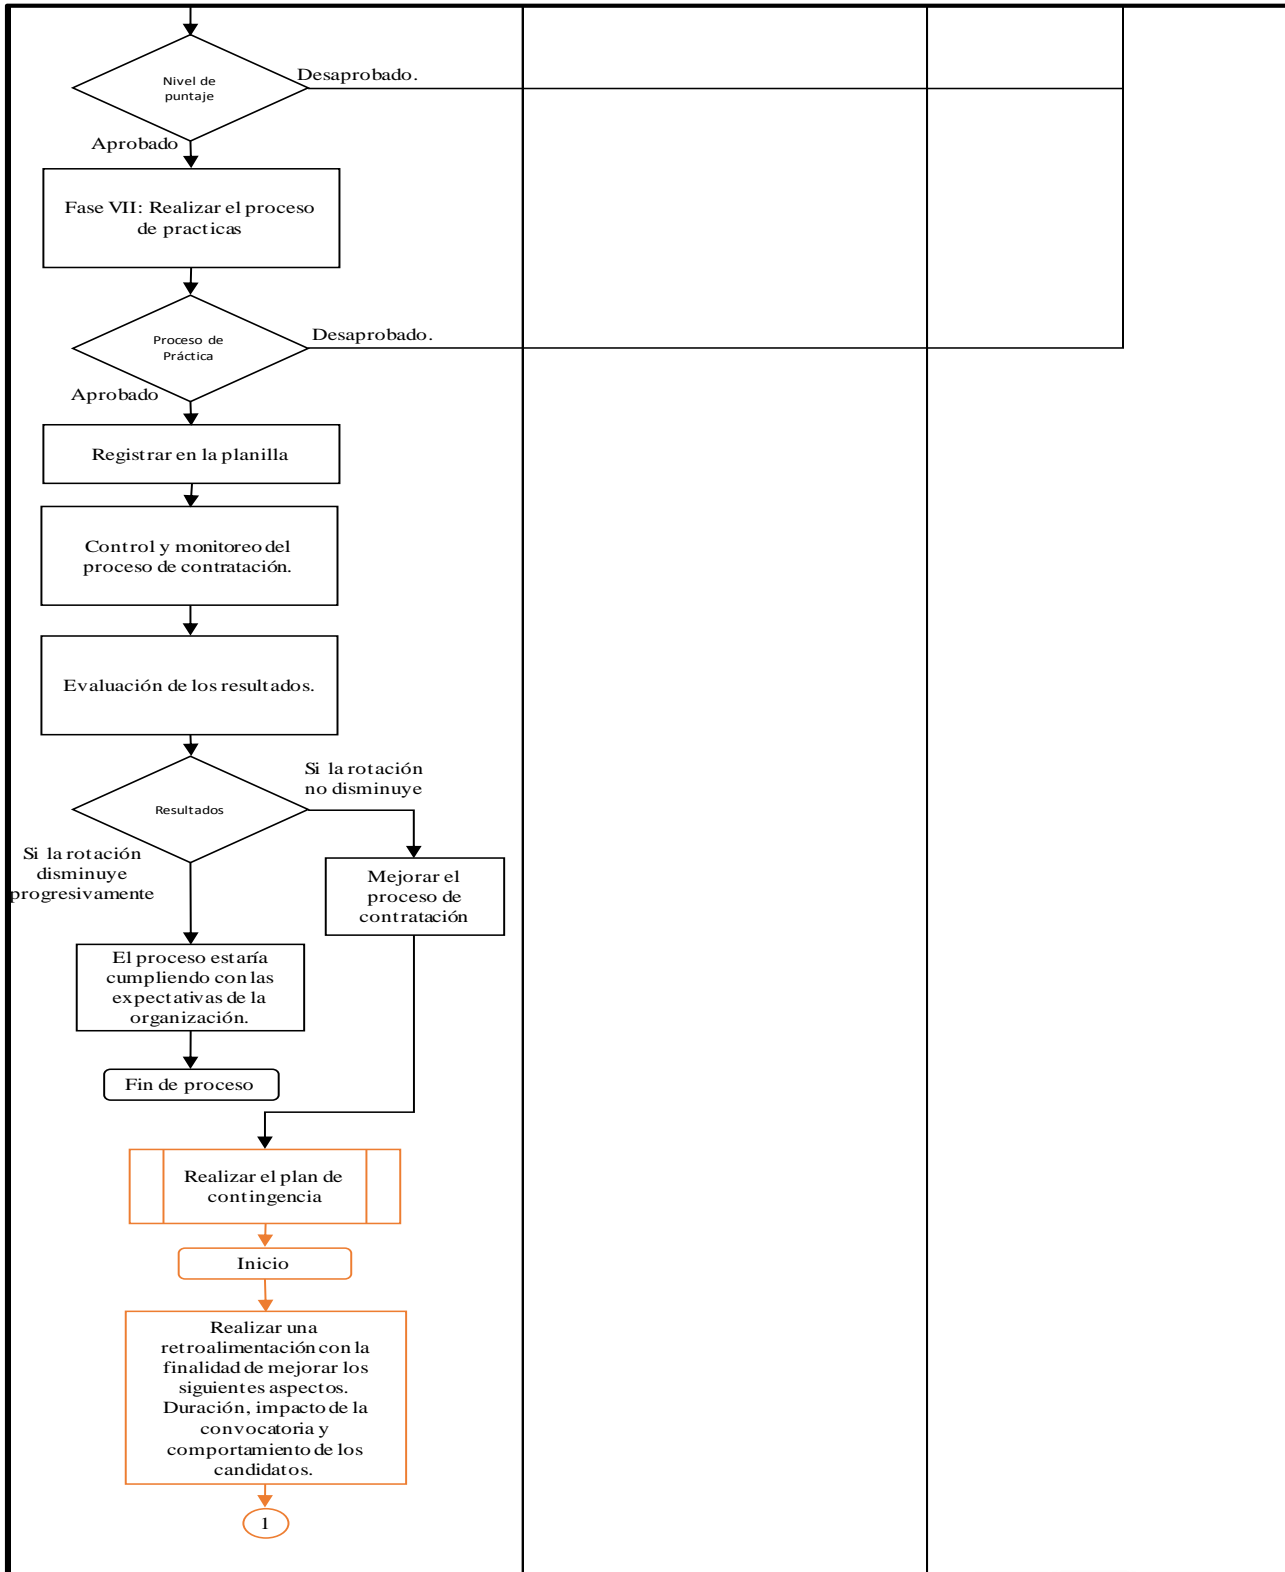 Nivel de
puntaje
Desaprobado.
Aprobado
Fase VII: Realizar el proceso
de practicas
Proceso de
Práctica
Desaprobado.
Aprobado
Registrar en la planilla
Control y monitoreo del
proceso de contratación.
Evaluación de los resultados.
Resultados
Si la rotación
no disminuye
Si la rotación
disminuye
progresivamente
Mejorar el
proceso de
contratación
El proceso estaría
cumpliendo con las
expectativas de la
organización.
Fin de proceso
Realizar el plan de
contingencia
Inicio
Realizar una
retroalimentación con la
finalidad de mejorar los
siguientes aspectos.
Duración, impacto de la
convocatoria y
comportamiento de los
candidatos.
1